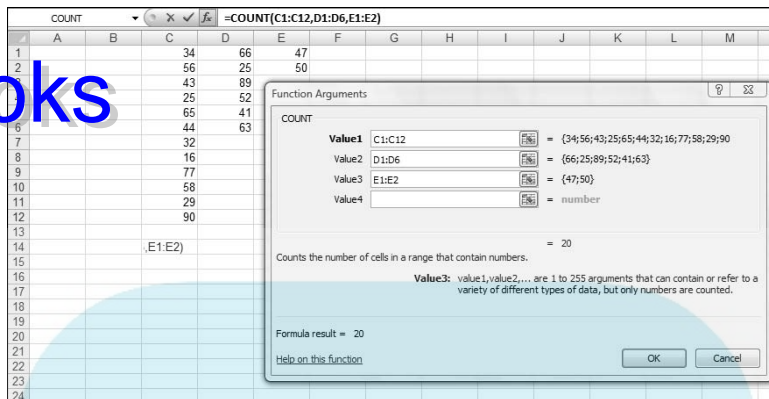 COUNT =COUNT(C1:C12,D1:D6,E1:E2)
A B C D E F G H I J K L M
1 34 66 47
2 56 25 50
43 89
25 52
65 41
6 44 63
7 32
8 16
9 77
10 58
11 29
12 90
13
14 ,E1:E2)
15
16
17
18
19
20
21
22
23
24
oks
Function Arguments
COUNT
Value1 C1:C12 = {34;56;43;25;65;44;32;16;77;58;29;90
Value2 D1:D6 = {66;25;89;52;41;63}
Value3 E1:E2 = {47;50}
Value4 = number
= 20
Counts the number of cells in a range that contain numbers.
Value3: value1,value2,... are 1 to 255 arguments that can contain or refer to a
variety of different types of data, but only numbers are counted.
Formula result = 20
Help on this function OK Cancel